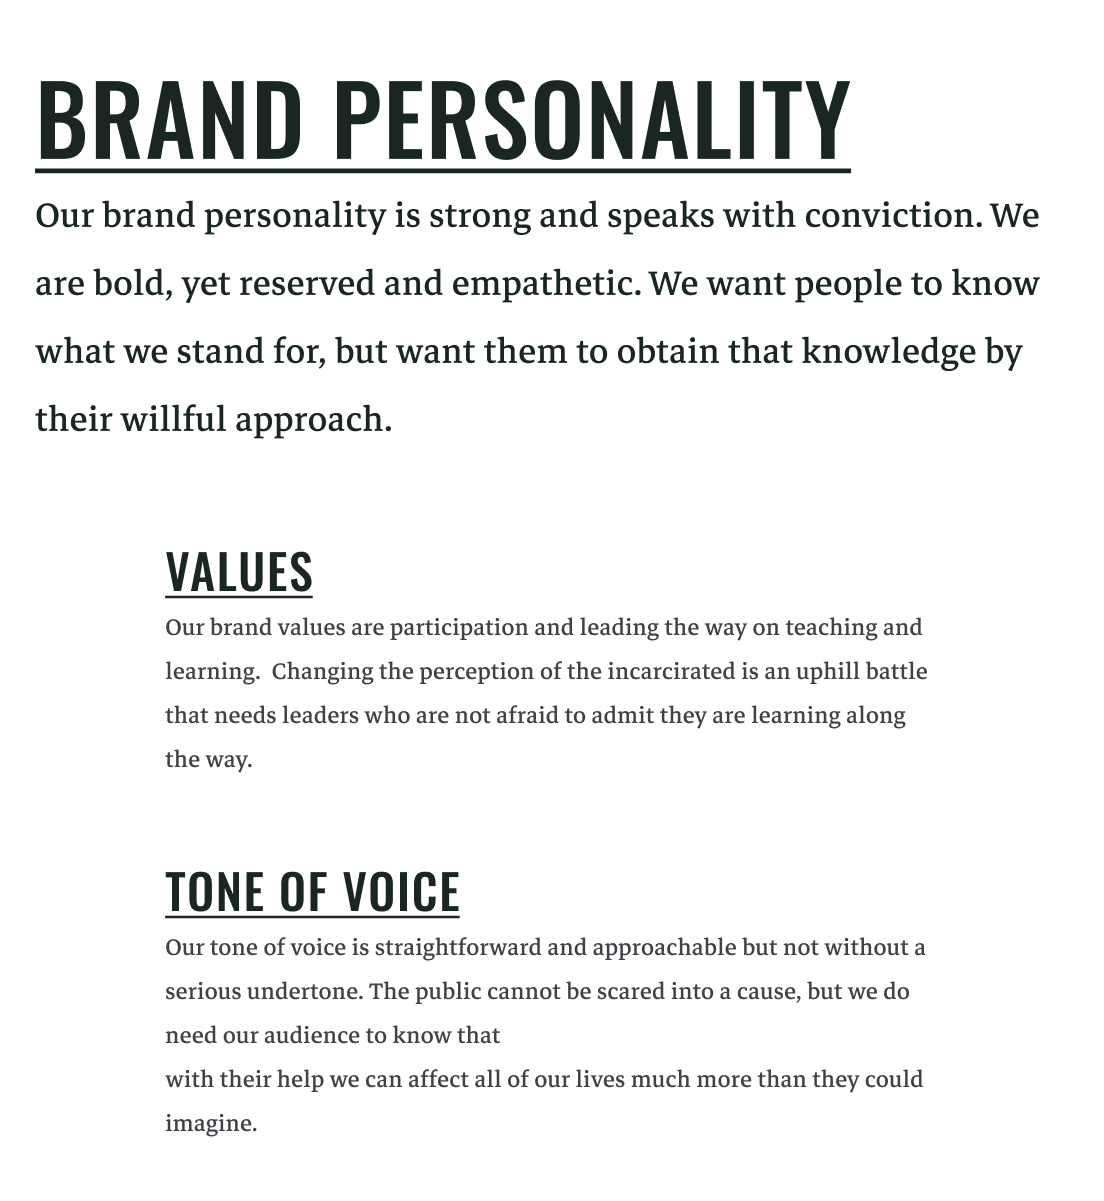 BRAND PERSONALITY
Our brand personality is strong and speaks with conviction. We
are bold, yet reserved and empathetic. We want people to know
what we stand for, but want them to obtain that knowledge by
their willful approach.
VALUES
Our brand values are participation and leading the way on teaching and
learning.  Changing the perception of the incarcirated is an uphill battle
that needs leaders who are not afraid to admit they are learning along
the way.
TONE OF VOICE
Our tone of voice is straightforward and approachable but not without a
serious undertone. The public cannot be scared into a cause, but we do
need our audience to know that
with their help we can affect all of our lives much more than they could
imagine.